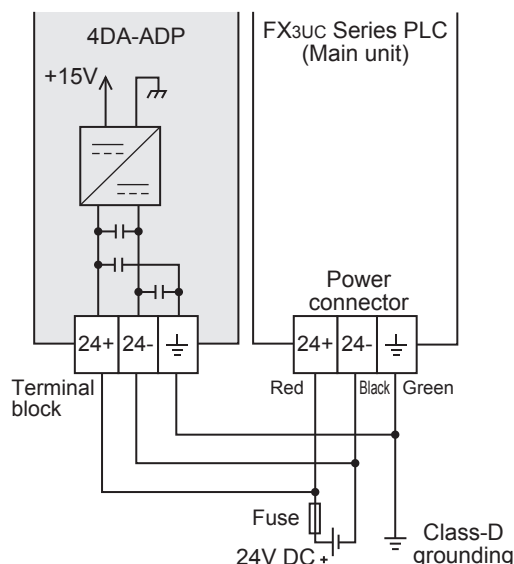 4DA-ADP
+15V
FX3UC Series PLC
(Main unit)
Power
connector
24+ 24-
24+ 24-
Terminal
block
Red Black Green
Fuse
24V DC +
Class-D
grounding